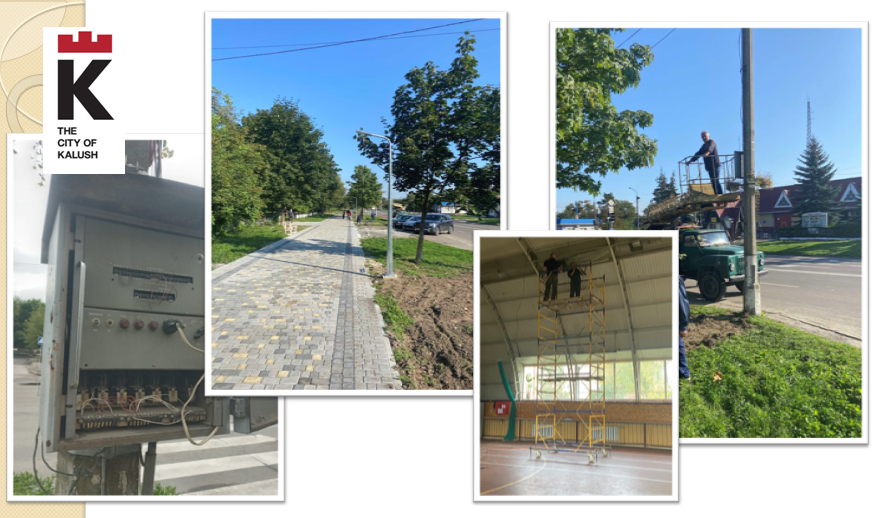 THE
CITY OF
KALUSH